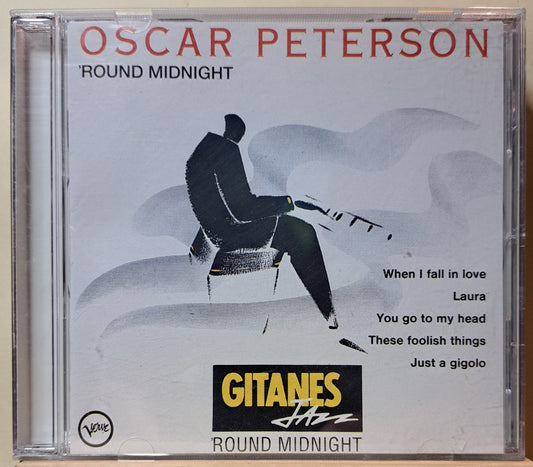 OSCAR PETERSON
'ROUND MIDNIGHT
When I fall in love
Laura
You go to my head
These foolish things
Just a gigolo
GITANES
JAZZ
'ROUND MIDNIGHT
Verve